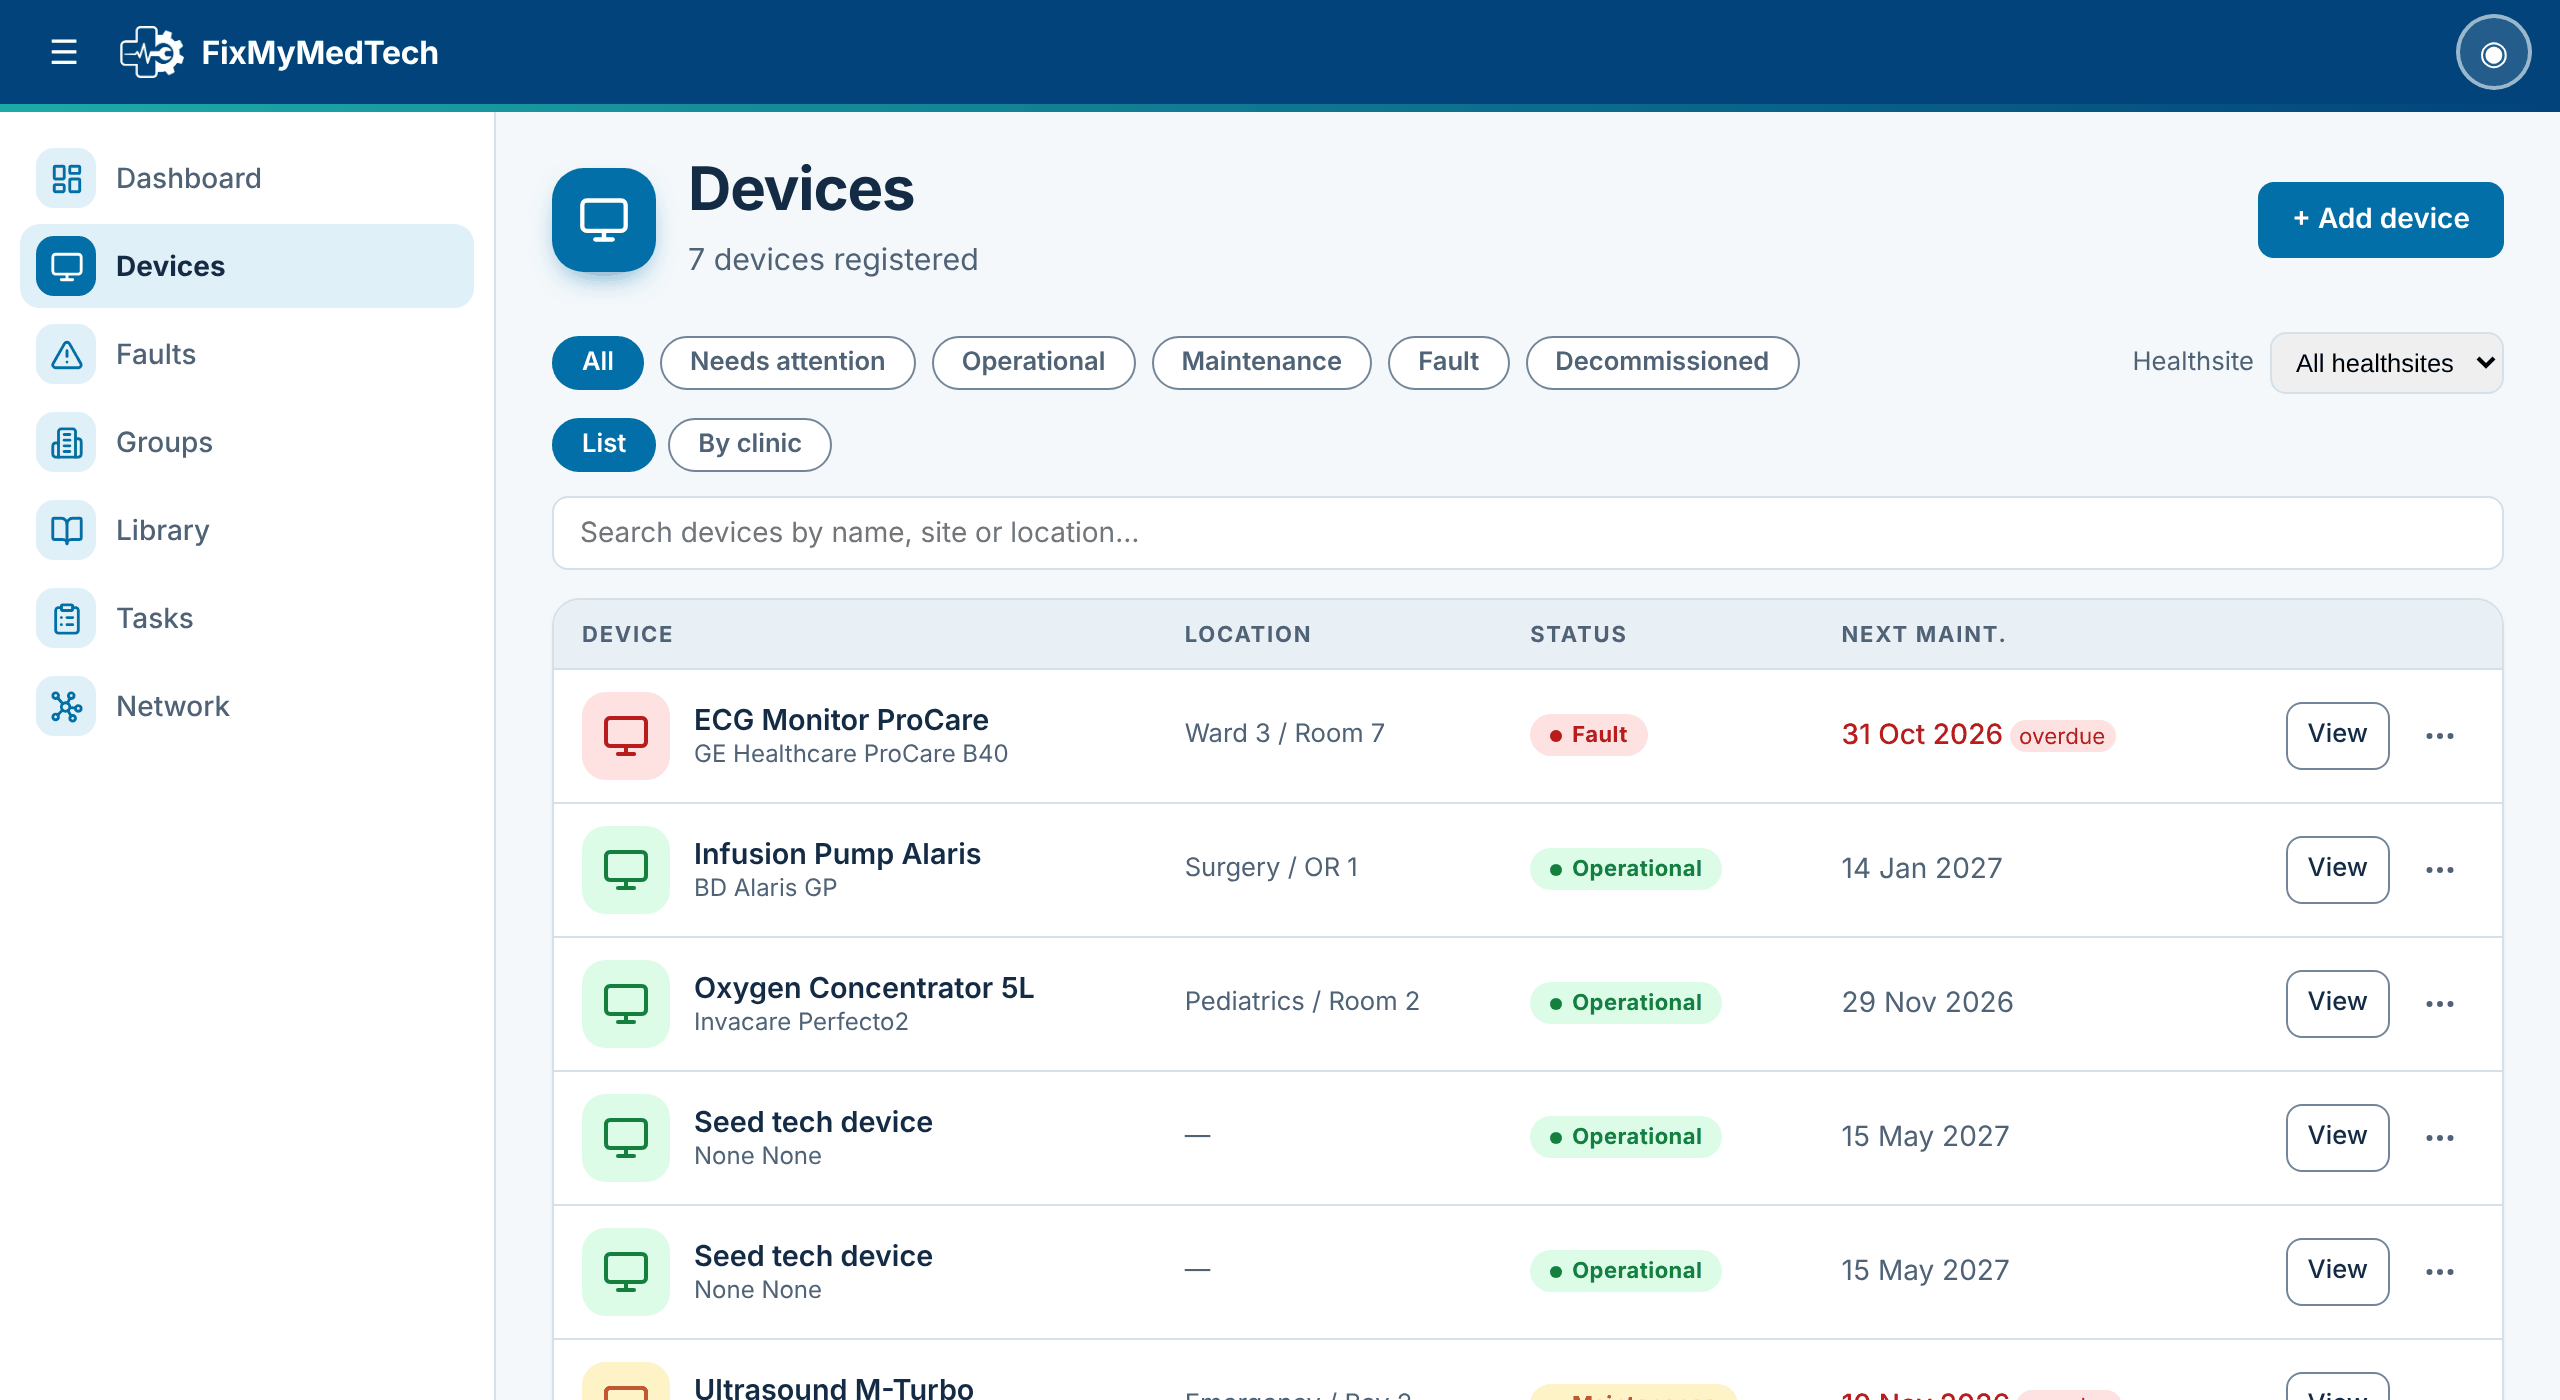 ☰ FixMyMedTech
Dashboard
Devices
Faults
Groups
Library
Tasks
Network
Devices
7 devices registered
+ Add device
All Needs attention Operational Maintenance Fault Decommissioned Healthsite All healthsites
List By clinic
Search devices by name, site or location...
DEVICE LOCATION STATUS NEXT MAINT.
ECG Monitor ProCare
GE Healthcare ProCare B40
Ward 3 / Room 7 Fault 31 Oct 2026 overdue View ...
Infusion Pump Alaris
BD Alaris GP
Surgery / OR 1 Operational 14 Jan 2027 View ...
Oxygen Concentrator 5L
Invacare Perfecto2
Pediatrics / Room 2 Operational 29 Nov 2026 View ...
Seed tech device
None None
— Operational 15 May 2027 View ...
Seed tech device
None None
— Operational 15 May 2027 View ...
Ultrasound M-Turbo